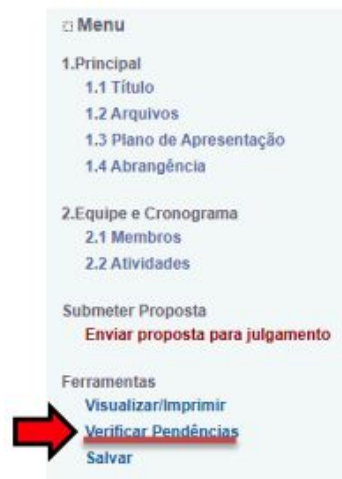 Menu
1.Principal
1.1 Título
1.2 Arquivos
1.3 Plano de Apresentação
1.4 Abrangência
2.Equipe e Cronograma
2.1 Membros
2.2 Atividades
Submeter Proposta
Enviar proposta para julgamento
Ferramentas
Visualizar/Imprimir
Verificar Pendências
Salvar